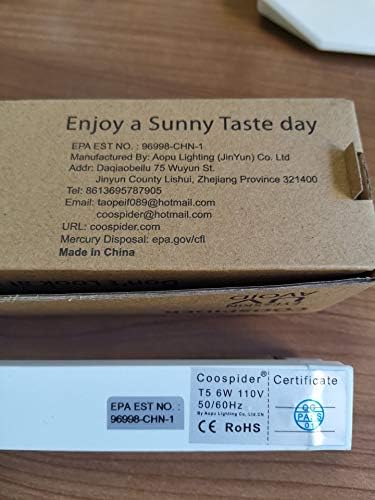 Enjoy a Sunny Taste day
EPA EST NO.: 96998-CHN-1
Manufactured By: Aopu Lighting (JinYun) Co. Ltd
Addr: Daqiaobeilu 75 Wuyun St.
Jinyun County Lishui, Zhejiang Province 321400
Tel: 8613695787905
Email: taopeif089@hotmail.com
coospider@hotmail.com
URL: coospider.com
Mercury Disposal: epa.gov/cfl
Made in China
EPA EST NO. :
96998-CHN-1
Coospider®
T5 6W 110V
50/60Hz
By Aopu Lighting Co, Ltd.CN
CE RoHS
Certificate
QC
PASS
01